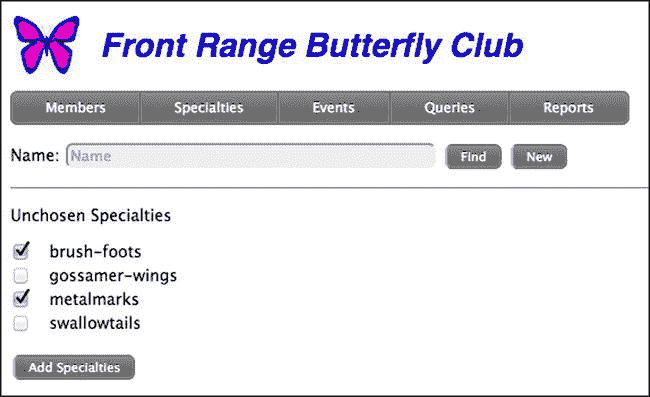 Front Range Butterfly Club
Members Specialties Events Queries Reports
Name: Name Find New
Unchosen Specialties
brush-foots
gossamer-wings
metalmarks
swallowtails
Add Specialties